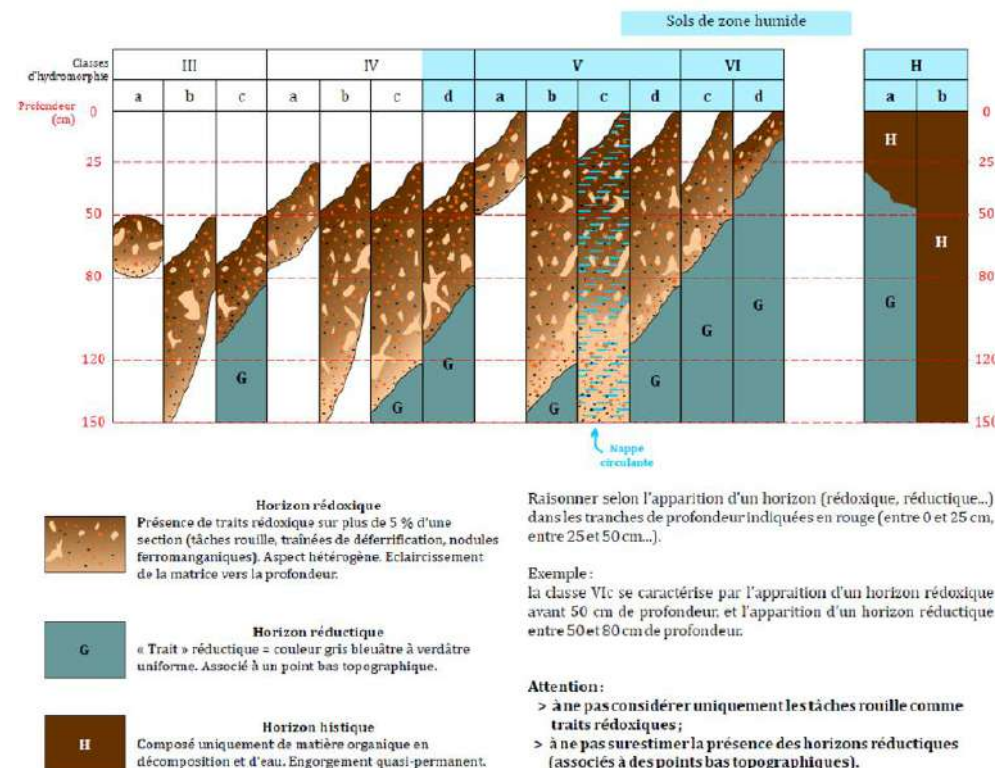 Sols de zone humide
Classes d'hydromorphie
III IV V VI H
a b c a b c d a b c d c d a b
Profondeur (cm)
0 0
25 25
50 50
80 80
120 120
150 150
H
H
G
G
G
G
G
G
G
G
Nappe
circulante
Horizon rédoxique
Présence de traits rédoxique sur plus de 5 % d'une
section (tâches rouille, traînées de déferrification, nodules
ferromanganiques). Aspect hétérogène. Eclaircissement
de la matrice vers la profondeur.
G
Horizon réductique
« Trait » réductique = couleur gris bleuâtre à verdâtre
uniforme. Associé à un point bas topographique.
H
Horizon histique
Composé uniquement de matière organique en
décomposition et d'eau. Engorgement quasi-permanent.
Raisonner selon l'apparition d'un horizon (rédoxique, réductique...)
dans les tranches de profondeur indiquées en rouge (entre 0 et 25 cm,
entre 25 et 50 cm...).
Exemple :
la classe VIc se caractérise par l'appraition d'un horizon rédoxique
avant 50 cm de profondeur, et l'apparition d'un horizon réductique
entre 50 et 80 cm de profondeur.
Attention :
> à ne pas considérer uniquement les tâches rouille comme
traits rédoxiques ;
> à ne pas surestimer la présence des horizons réductiques
(associés à des points bas topographiques).